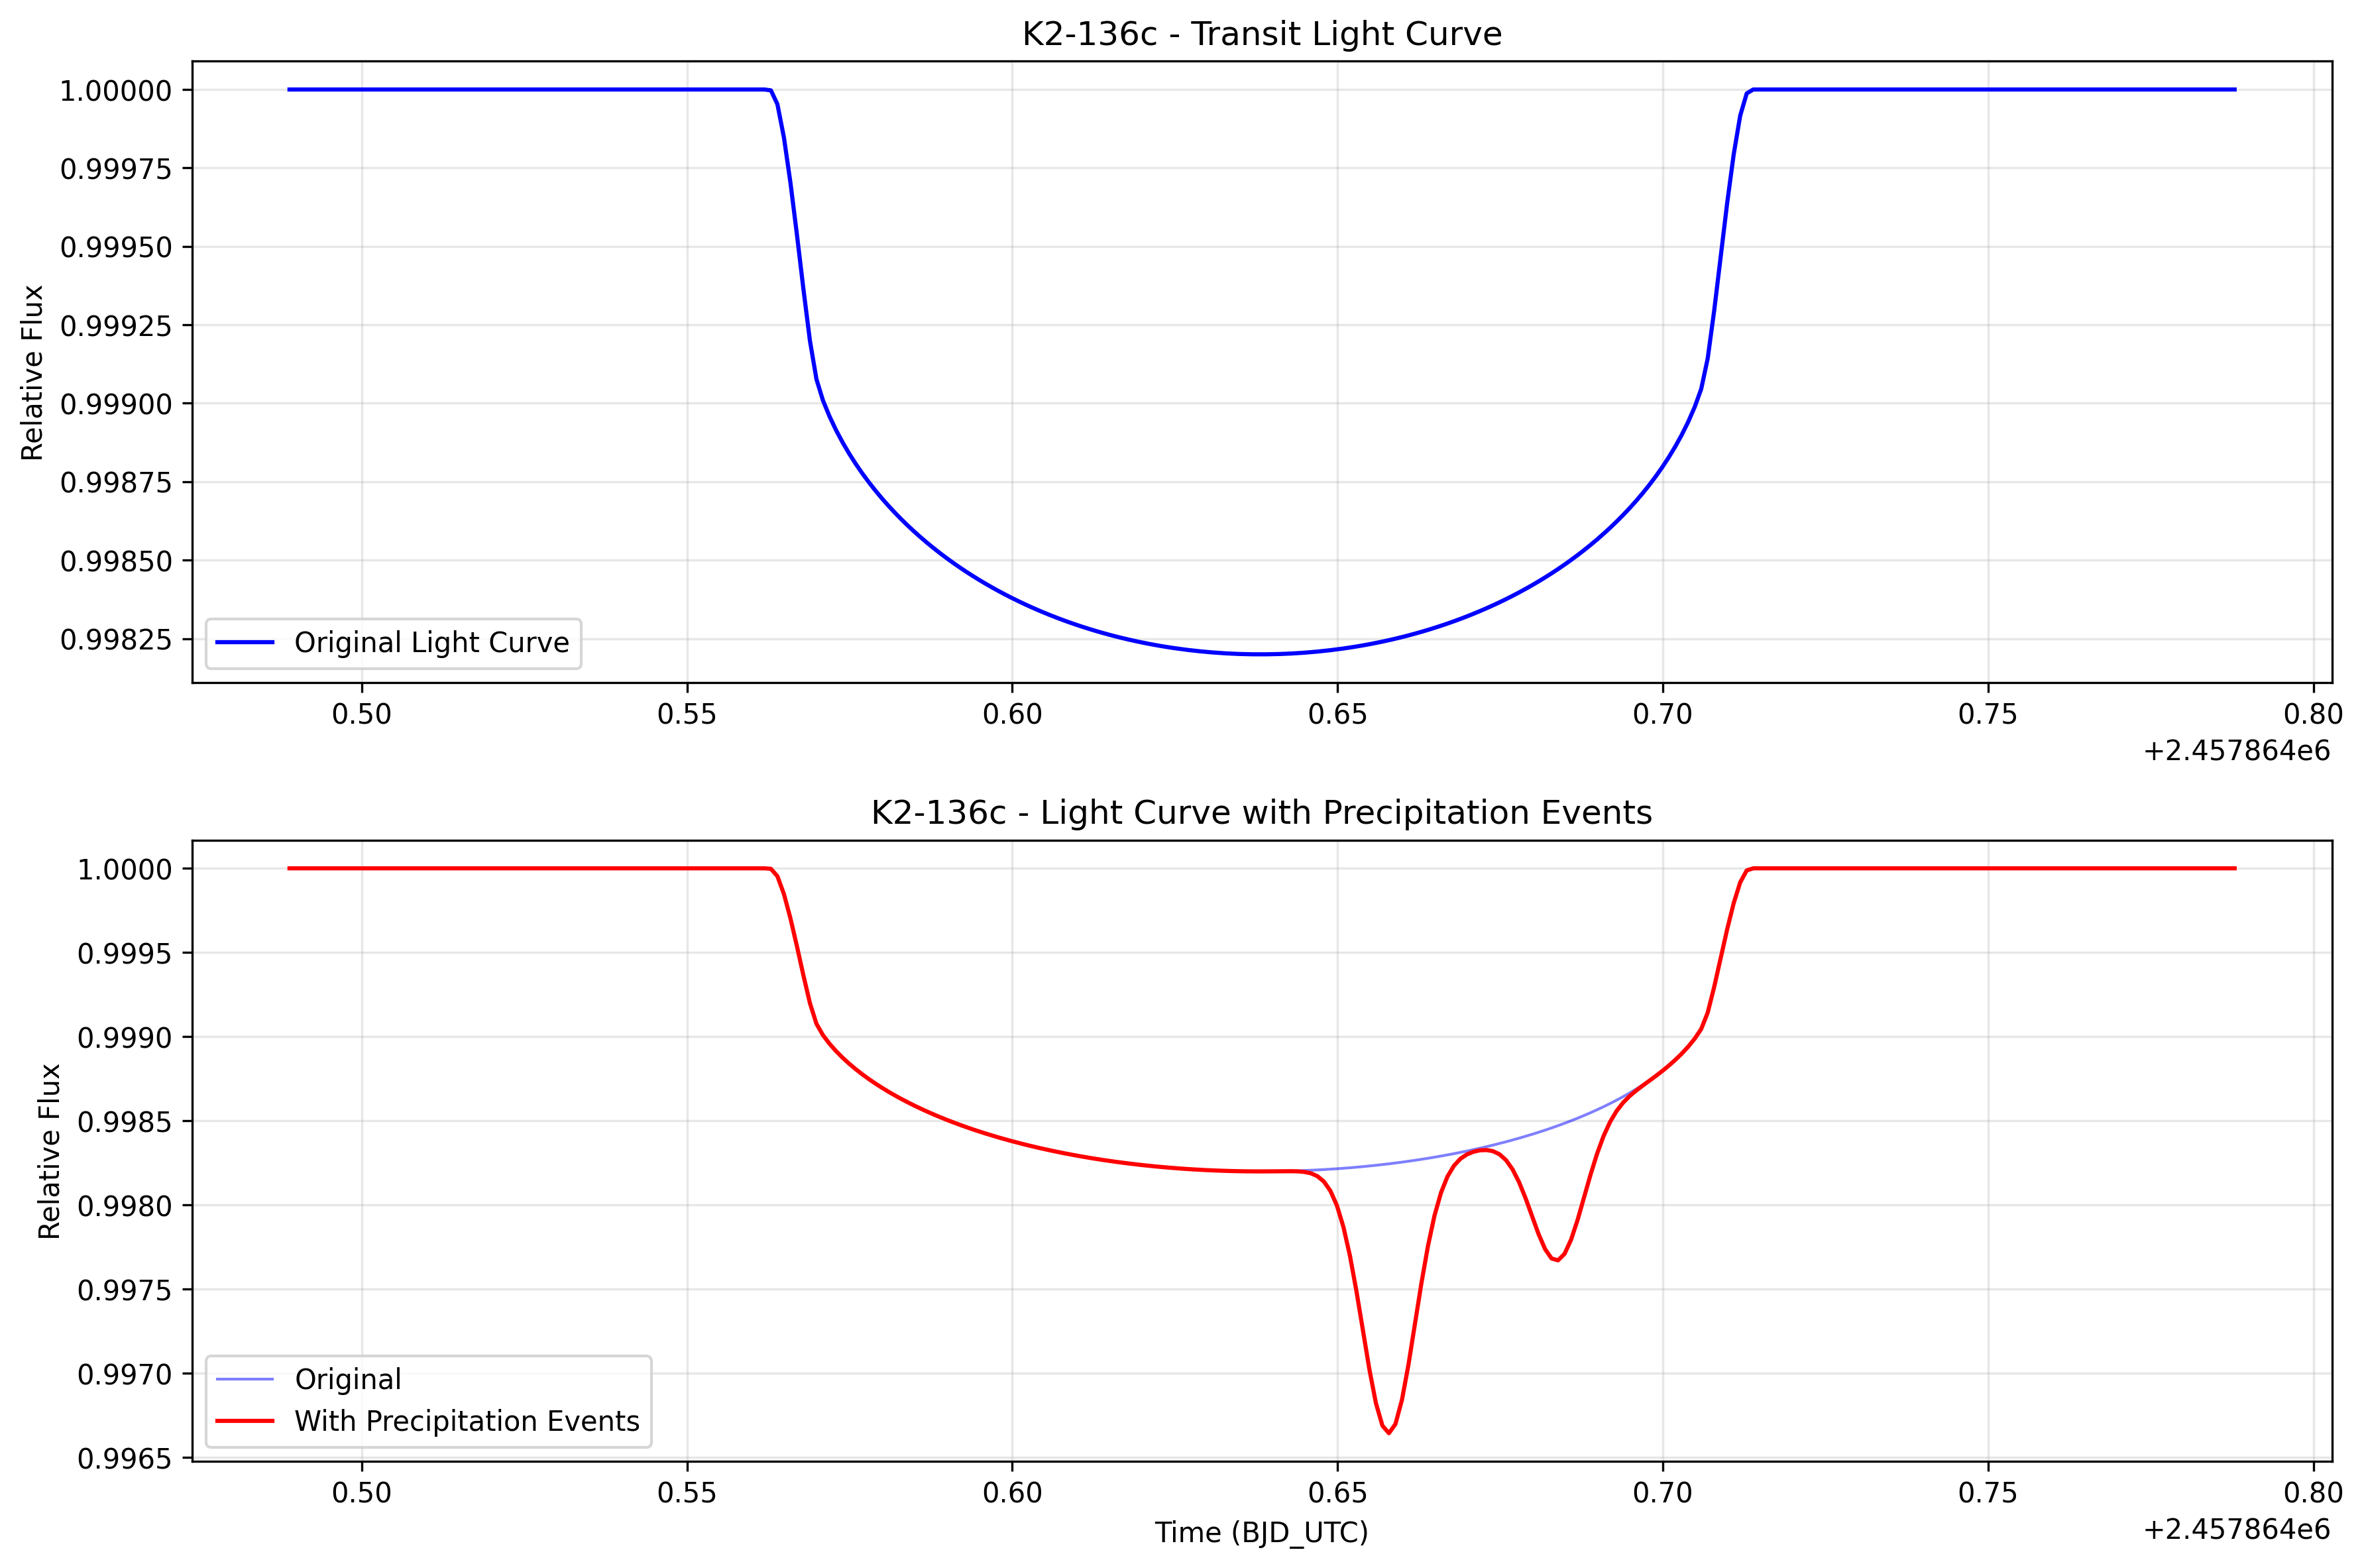 K2-136c - Transit Light Curve
Relative Flux
1.00000
0.99975
0.99950
0.99925
0.99900
0.99875
0.99850
0.99825
Original Light Curve
0.50 0.55 0.60 0.65 0.70 0.75 0.80
+2.457864e6
K2-136c - Light Curve with Precipitation Events
Relative Flux
1.0000
0.9995
0.9990
0.9985
0.9980
0.9975
0.9970
0.9965
Original
With Precipitation Events
0.50 0.55 0.60 0.65 0.70 0.75 0.80
Time (BJD_UTC)
+2.457864e6